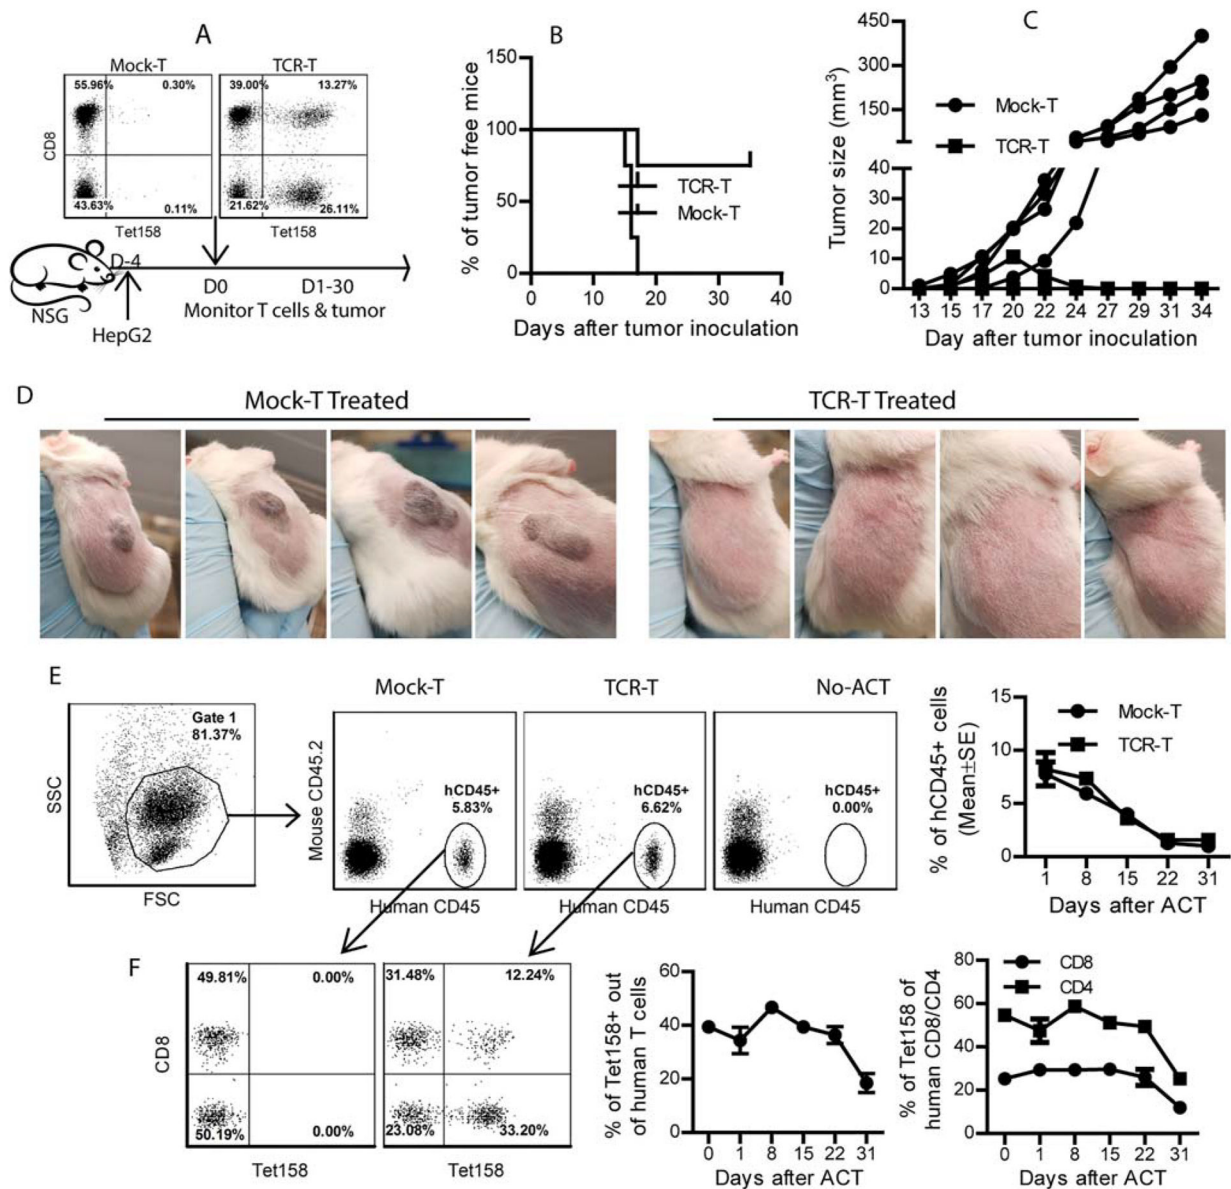 A
Mock-T
TCR-T
55.96%
0.30%
39.00%
13.27%
CD8
43.63%
0.11%
21.62%
26.11%
Tet158
Tet158
D-4
D0
D1-30
NSG
Monitor T cells & tumor
HepG2
B
% of tumor free mice
150
100
50
0
TCR-T
Mock-T
0 10 20 30 40
Days after tumor inoculation
C
Tumor size (mm³)
450
300
150
40
30
20
10
0
Mock-T
TCR-T
13 15 17 20 22 24 27 29 31 34
Day after tumor inoculation
D
Mock-T Treated
TCR-T Treated
E
Gate 1
81.37%
SSC
FSC
Mock-T
TCR-T
No-ACT
Mouse CD45.2
hCD45+
5.83%
hCD45+
6.62%
hCD45+
0.00%
Human CD45
Human CD45
Human CD45
% of hCD45+ cells
(Mean±SE)
15
10
5
0
Mock-T
TCR-T
1 8 15 22 31
Days after ACT
F
49.81%
0.00%
31.48%
12.24%
CD8
50.19%
0.00%
23.08%
33.20%
Tet158
Tet158
% of Tet158+ out
of human T cells
60
40
20
0
0 1 8 15 22 31
Days after ACT
% of Tet158 of
human CD8/CD4
80
60
40
20
0
CD8
CD4
0 1 8 15 22 31
Days after ACT